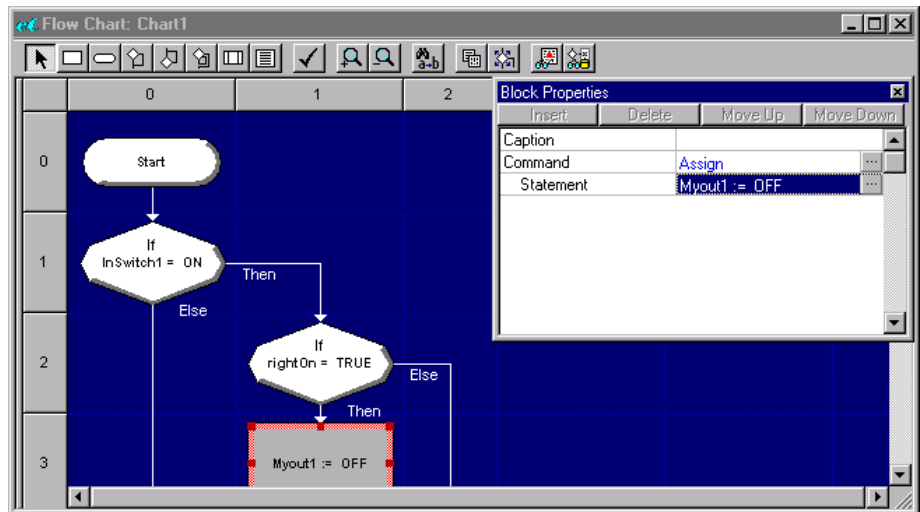 Flow Chart: Chart1
a..b
0 1 2
Block Properties
Insert Delete Move Up Move Down
Caption
Command Assign ...
Statement Myout1 := OFF ...
0
Start
1
If
InSwitch1 = ON
Then
Else
2
If
rightOn = TRUE
Else
Then
3
Myout1 := OFF